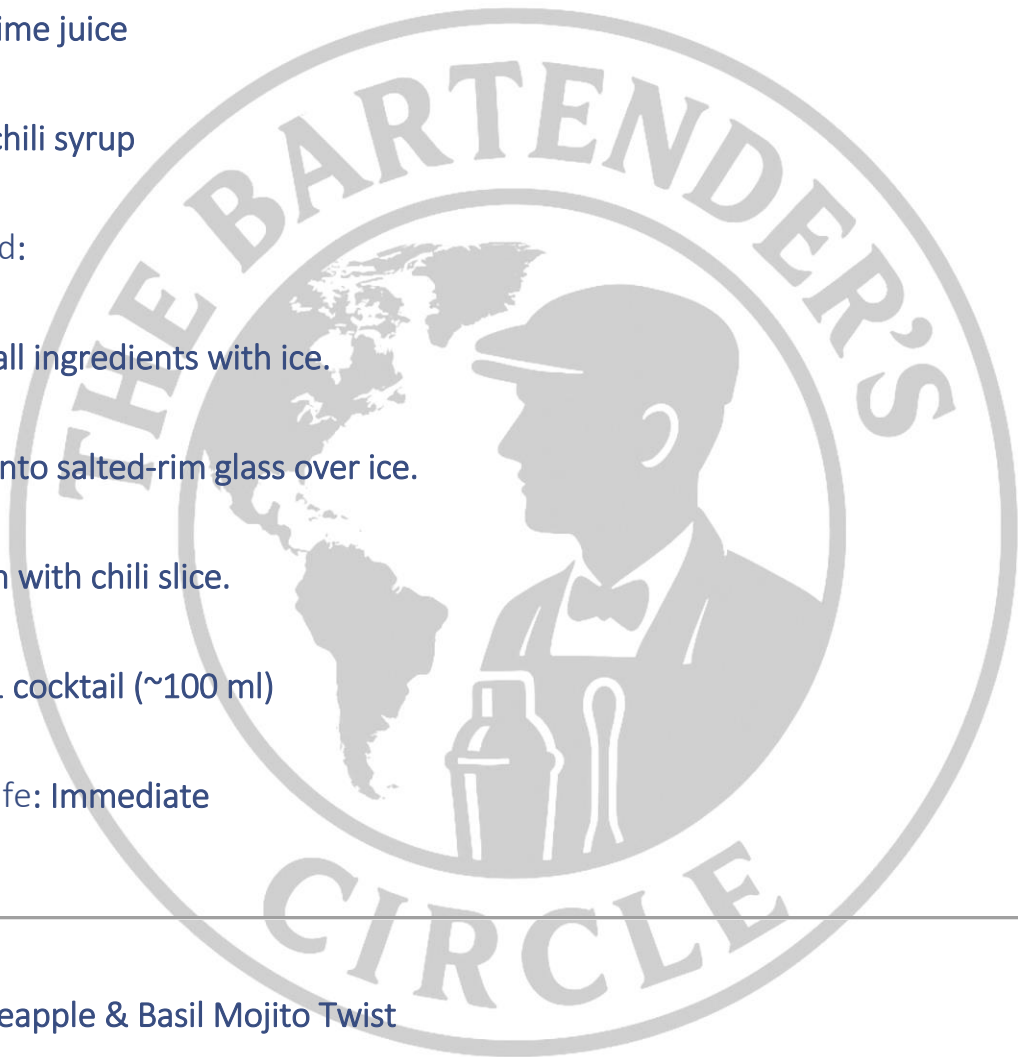 THE BARTENDER'S
ime juice
chili syrup
d:
all ingredients with ice.
nto salted-rim glass over ice.
n with chili slice.
cocktail (~100 ml)
fe: Immediate
CIRCLE
eapple & Basil Mojito Twist